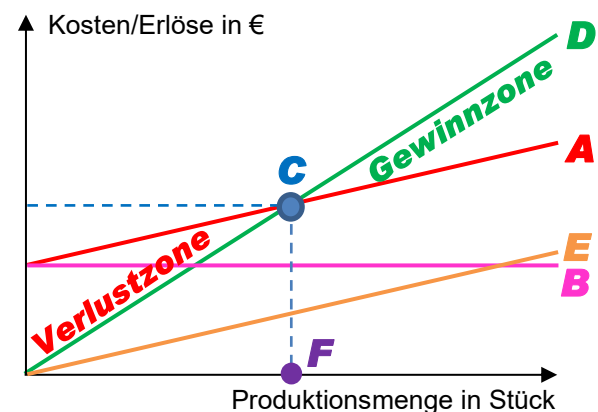 Kosten/Erlöse in €
D
Gewinnzone
A
C
Verlustzone
E
B
F
Produktionsmenge in Stück